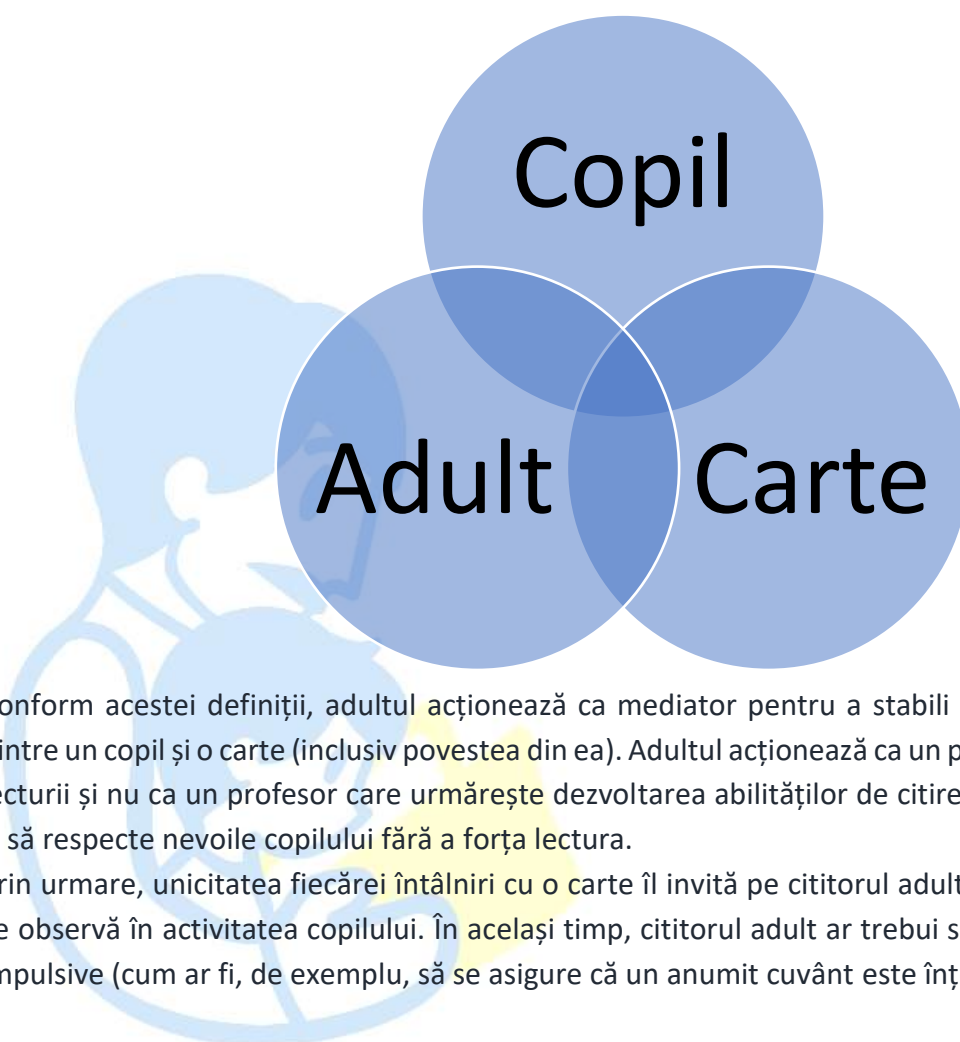 Copil
Adult Carte
onform acestei definiții, adultul acționează ca mediator pentru a stabili
între un copil și o carte (inclusiv povestea din ea). Adultul acționează ca un p
ecturii și nu ca un profesor care urmărește dezvoltarea abilităților de citire
să respecte nevoile copilului fără a forța lectura.
rin urmare, unicitatea fiecărei întâlniri cu o carte îl invită pe cititorul adult
e observă în activitatea copilului. În același timp, cititorul adult ar trebui s
mpulsive (cum ar fi, de exemplu, să se asigure că un anumit cuvânt este înț